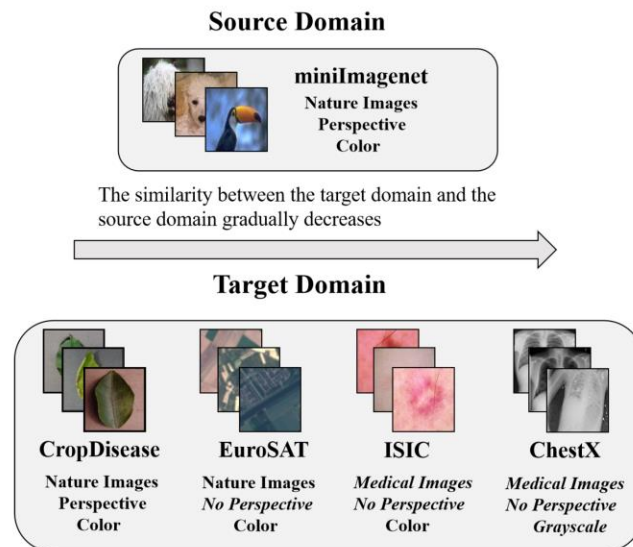 Source Domain
miniImagenet
Nature Images
Perspective
Color
The similarity between the target domain and the
source domain gradually decreases
Target Domain
CropDisease
Nature Images
Perspective
Color
EuroSAT
Nature Images
No Perspective
Color
ISIC
Medical Images
No Perspective
Color
ChestX
Medical Images
No Perspective
Grayscale